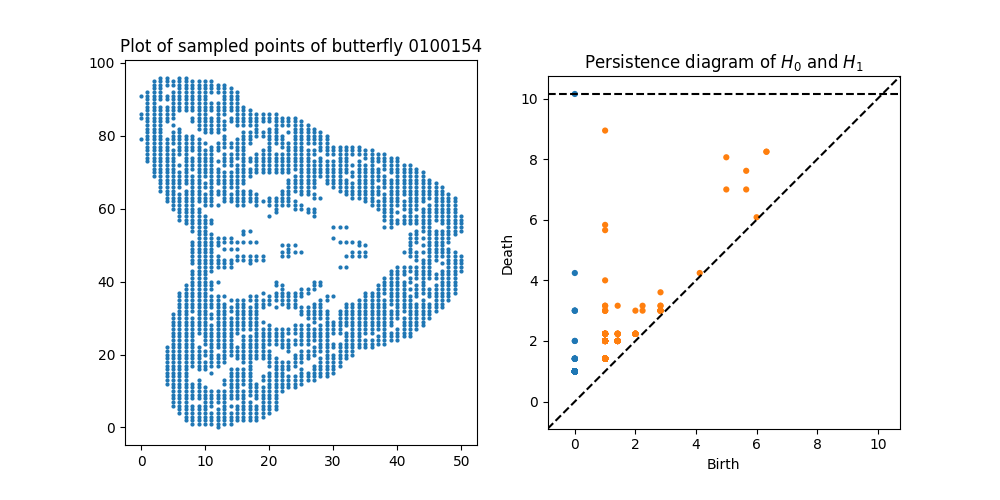 Plot of sampled points of butterfly 0100154
100
80
60
40
20
0
0 10 20 30 40 50
Persistence diagram of H₀ and H₁
10
8
6
4
2
0
Death
0 2 4 6 8 10
Birth